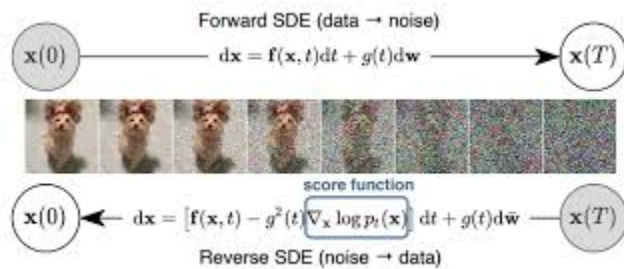 Forward SDE (data → noise)
x(0) dx = f(x, t)dt + g(t)dw x(T)
score function
x(0) dx = [f(x, t) − g²(t)∇ₓ log pₜ(x)] dt + g(t)dw̄ x(T)
Reverse SDE (noise → data)